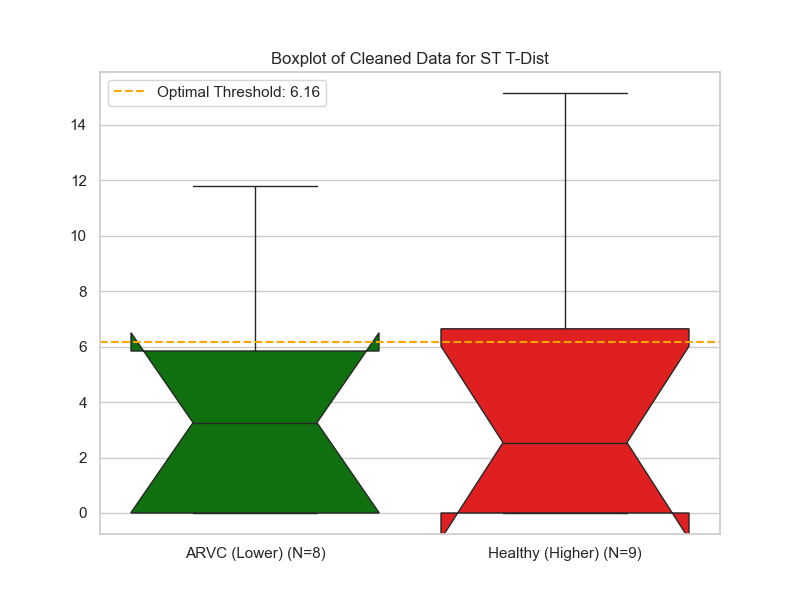 Boxplot of Cleaned Data for ST T-Dist
Optimal Threshold: 6.16
14
12
10
8
6
4
2
0
ARVC (Lower) (N=8)
Healthy (Higher) (N=9)